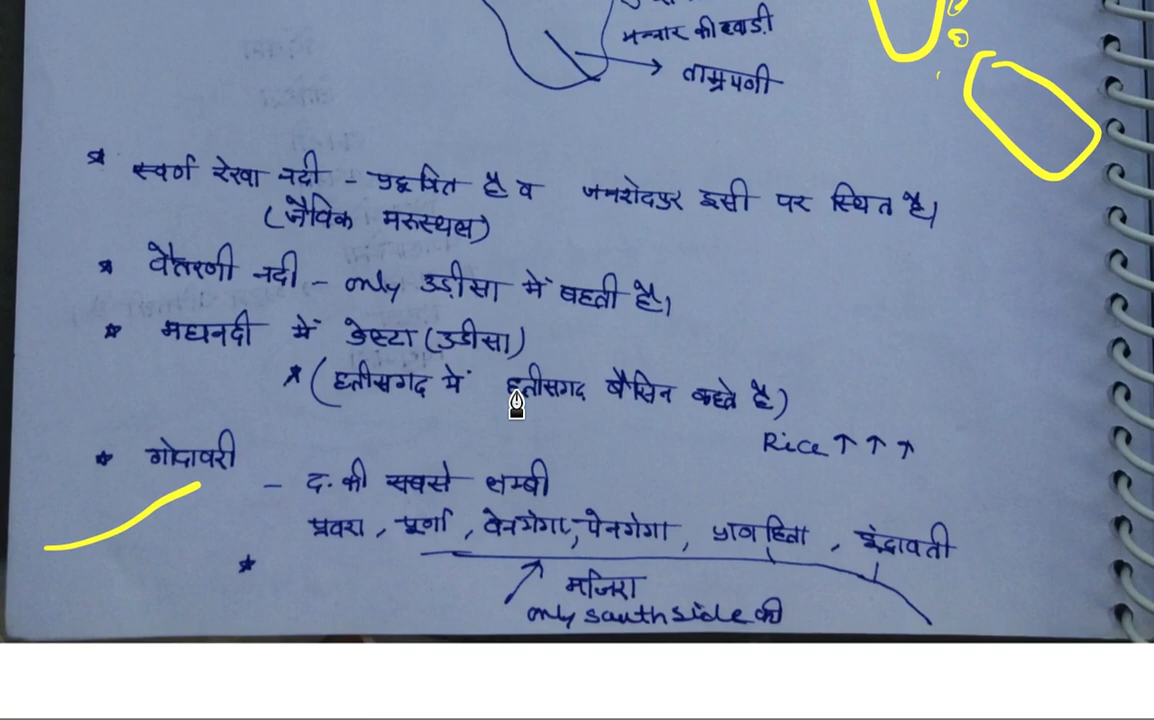 मन्नार की खाड़ी
ताम्रपर्णी
* स्वर्ण रेखा नदी - प्रदूषित है व जमशेदपुर इसी पर स्थित है।
(जैविक मरूस्थल)
* वैतरणी नदी - only उड़ीसा में बहती है।
* महानदी में डेल्टा (उडीसा)
* (छत्तीसगढ में छत्तीसगढ बैसिन कहते है)
Rice ↑ ↑ ↑
* गोदावरी
- द. की सबसे लम्बी
प्रवरा, पूर्णा, वेनगंगा, पेनगंगा, प्राणहिता, इंद्रावती
* मंजिरा
only south side की